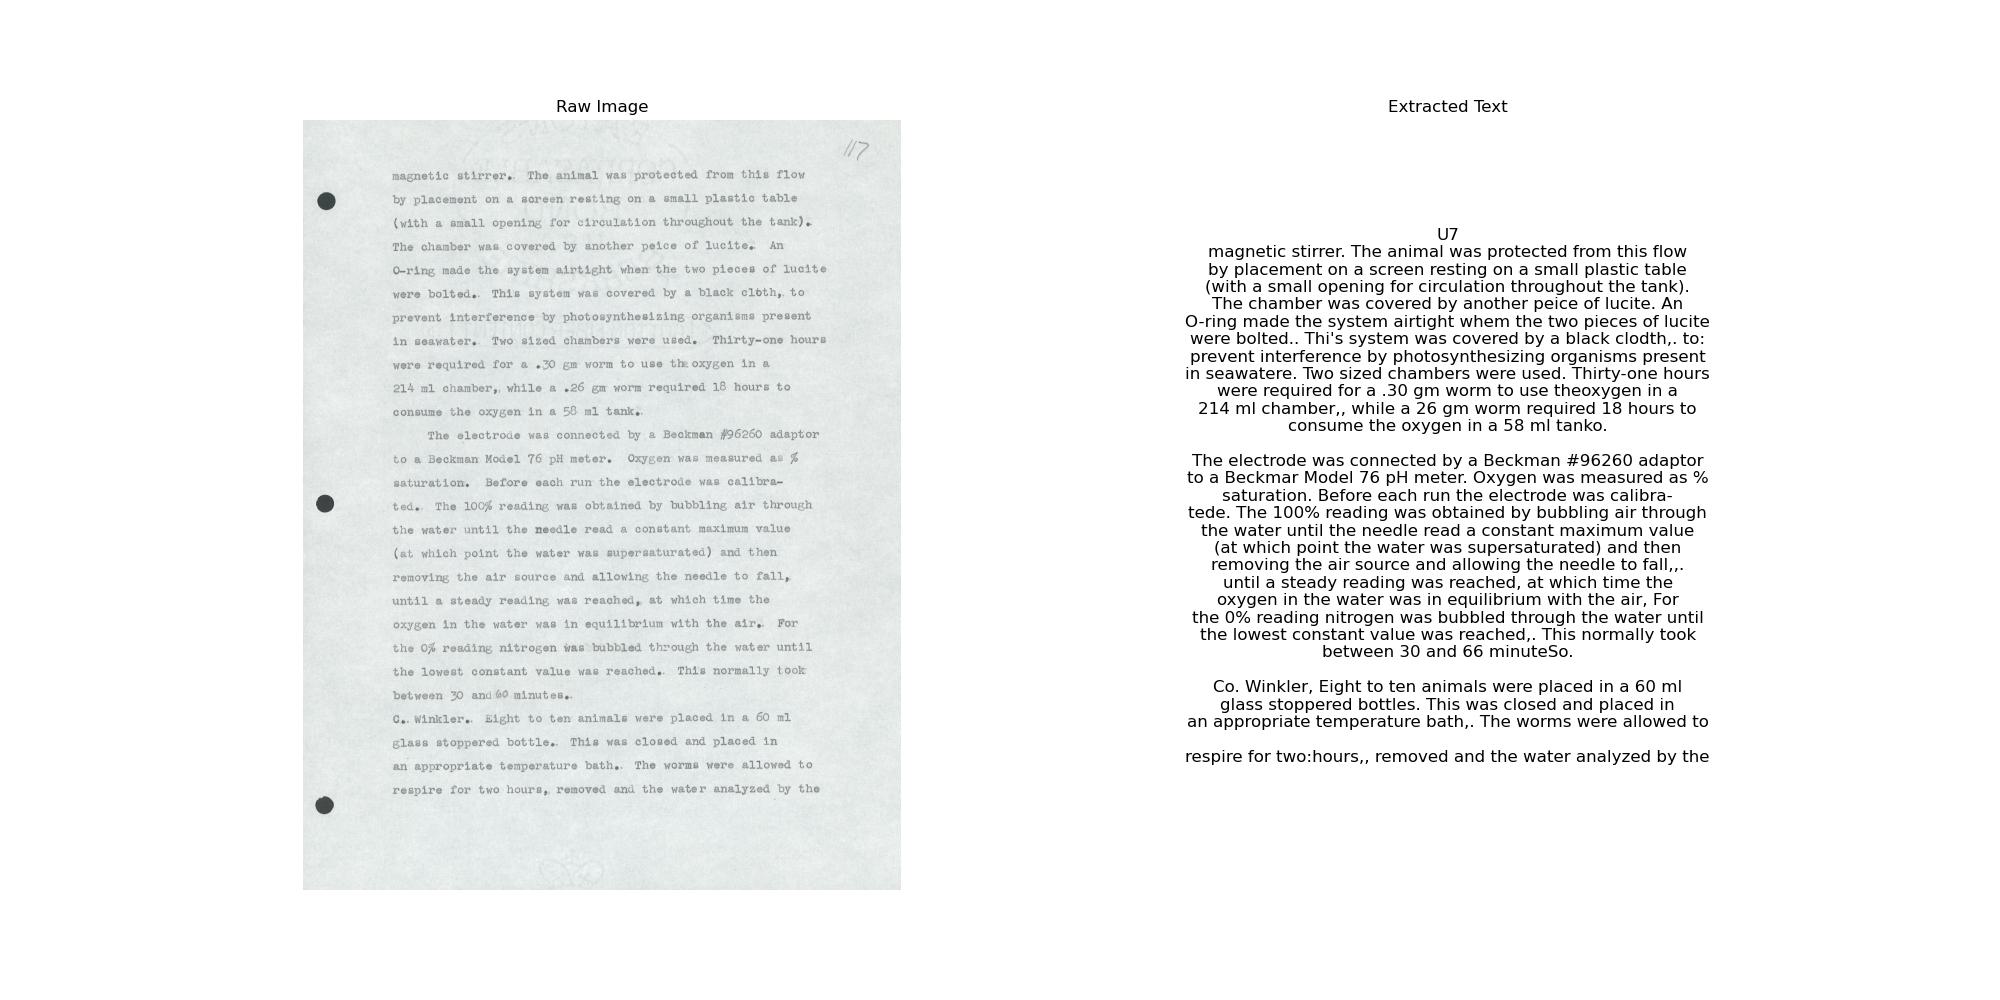 Raw Image
117
magnetic stirrer. The animal was protected from this flow
by placement on a screen resting on a small plastic table
(with a small opening for circulation throughout the tank).
The chamber was covered by another peice of lucite. An
O-ring made the system airtight when the two pieces of lucite
were bolted. This system was covered by a black cloth, to
prevent interference by photosynthesizing organisms present
in seawater. Two sized chambers were used. Thirty-one hours
were required for a .30 gm worm to use the oxygen in a
214 ml chamber, while a .26 gm worm required 18 hours to
consume the oxygen in a 58 ml tank.
The electrode was connected by a Beckman #96260 adaptor
to a Beckman Model 76 pH meter. Oxygen was measured as %
saturation. Before each run the electrode was calibra-
ted. The 100% reading was obtained by bubbling air through
the water until the needle read a constant maximum value
(at which point the water was supersaturated) and then
removing the air source and allowing the needle to fall,
until a steady reading was reached, at which time the
oxygen in the water was in equilibrium with the air. For
the 0% reading nitrogen was bubbled through the water until
the lowest constant value was reached. This normally took
between 30 and 60 minutes.
C. Winkler. Eight to ten animals were placed in a 60 ml
glass stoppered bottle. This was closed and placed in
an appropriate temperature bath. The worms were allowed to
respire for two hours, removed and the water analyzed by the
Extracted Text
U7
magnetic stirrer. The animal was protected from this flow
by placement on a screen resting on a small plastic table
(with a small opening for circulation throughout the tank).
The chamber was covered by another peice of lucite. An
O-ring made the system airtight whem the two pieces of lucite
were bolted.. Thi's system was covered by a black clodth,. to:
prevent interference by photosynthesizing organisms present
in seawatere. Two sized chambers were used. Thirty-one hours
were required for a .30 gm worm to use theoxygen in a
214 ml chamber,, while a 26 gm worm required 18 hours to
consume the oxygen in a 58 ml tanko.
The electrode was connected by a Beckman #96260 adaptor
to a Beckmar Model 76 pH meter. Oxygen was measured as %
saturation. Before each run the electrode was calibra-
tede. The 100% reading was obtained by bubbling air through
the water until the needle read a constant maximum value
(at which point the water was supersaturated) and then
removing the air source and allowing the needle to fall,,.
until a steady reading was reached, at which time the
oxygen in the water was in equilibrium with the air, For
the 0% reading nitrogen was bubbled through the water until
the lowest constant value was reached,. This normally took
between 30 and 66 minuteSo.
Co. Winkler, Eight to ten animals were placed in a 60 ml
glass stoppered bottles. This was closed and placed in
an appropriate temperature bath,. The worms were allowed to
respire for two:hours,, removed and the water analyzed by the